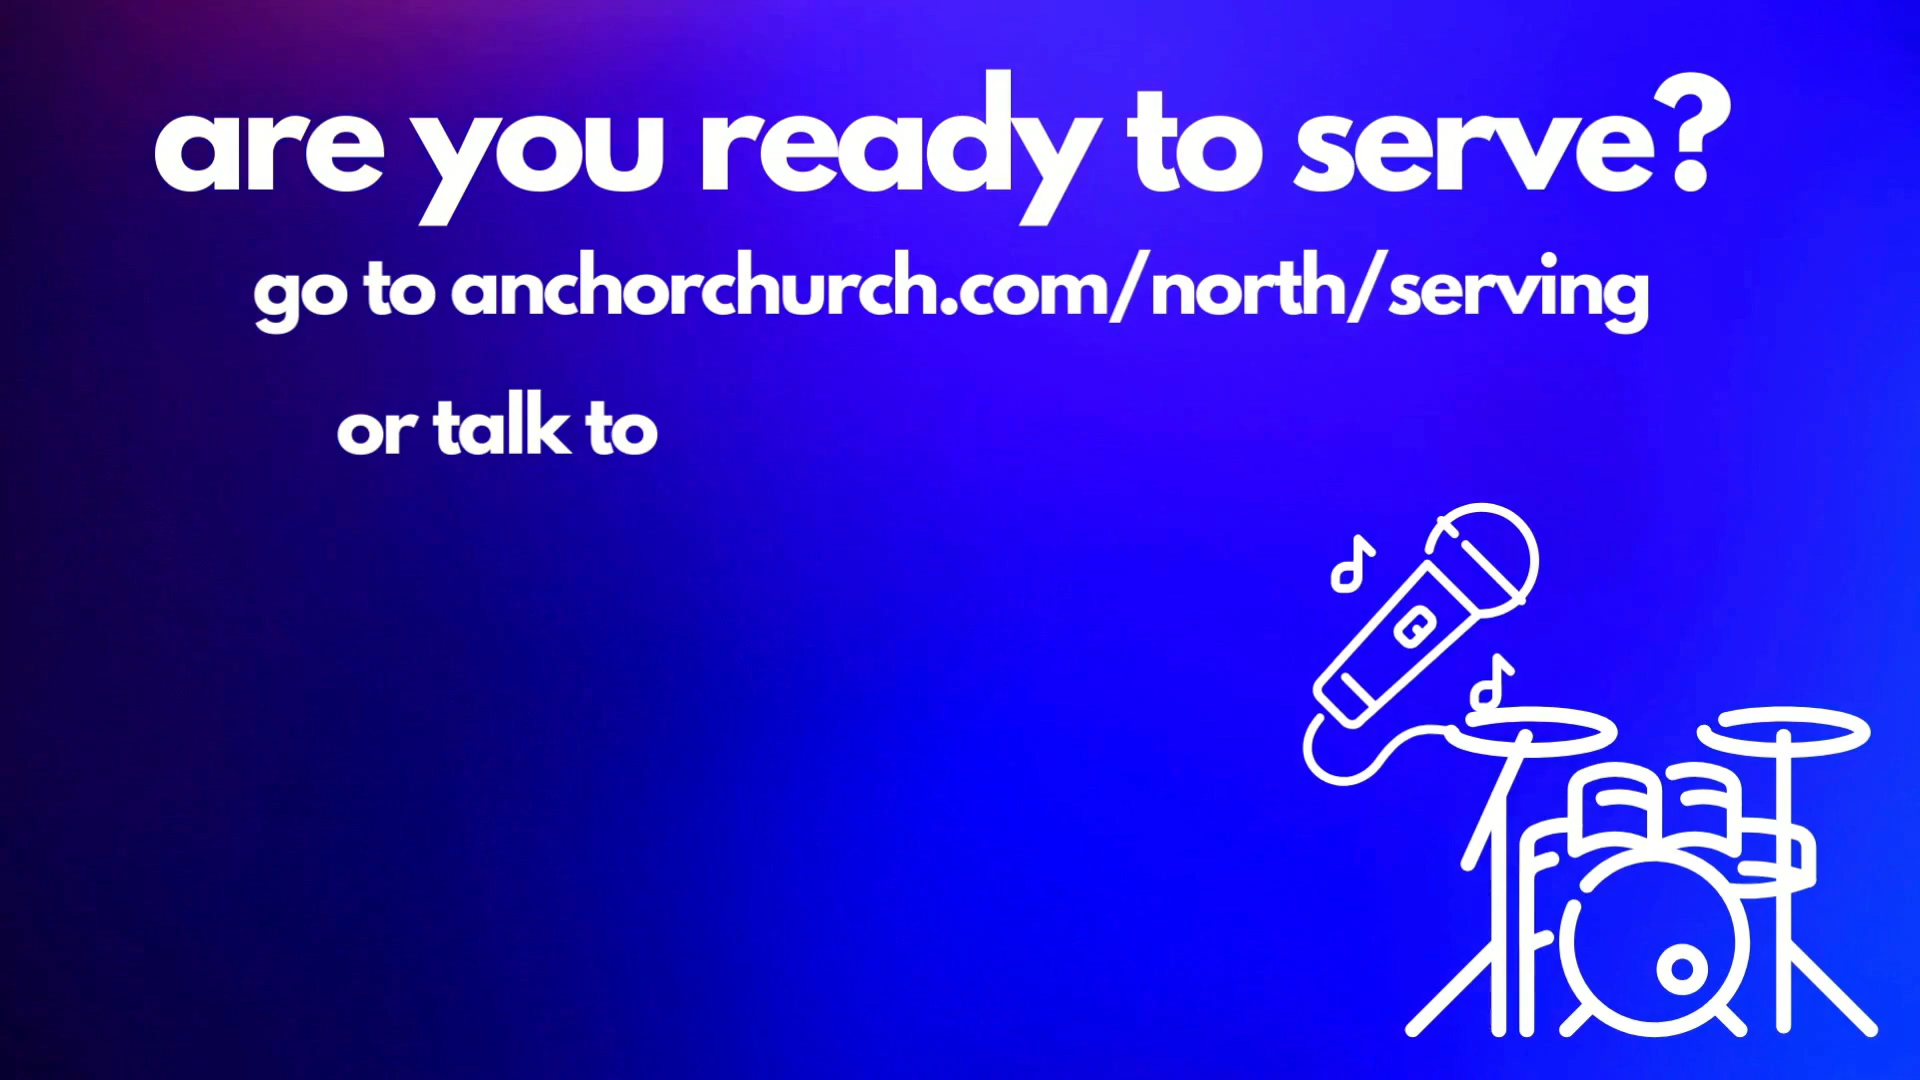 are you ready to serve?
go to anchorchurch.com/north/serving
or talk to